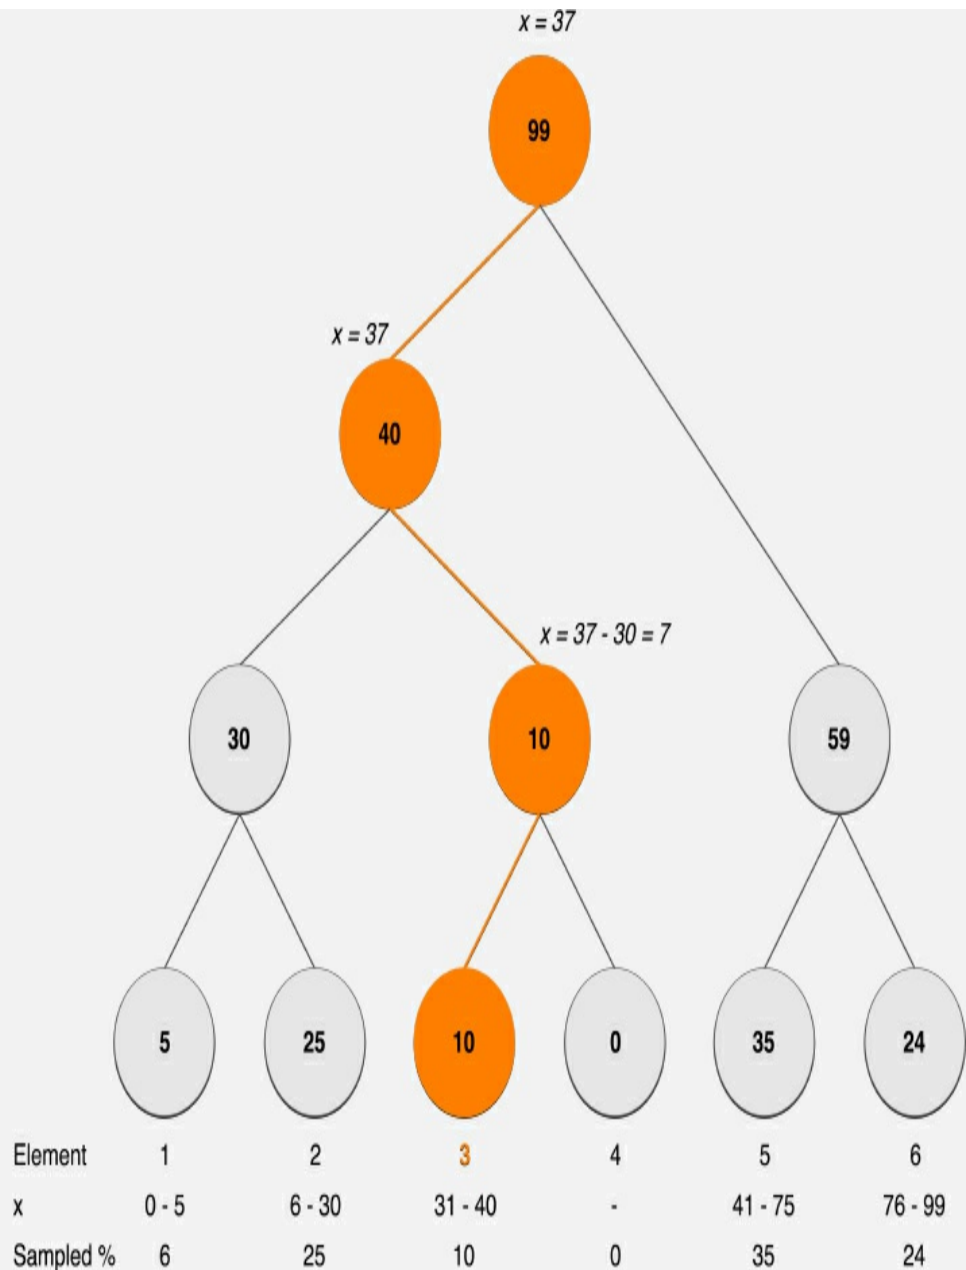 x = 37
99
x = 37
40
x = 37 - 30 = 7
30 10 59
5 25 10 0 35 24
Element 1 2 3 4 5 6
x 0 - 5 6 - 30 31 - 40 - 41 - 75 76 - 99
Sampled % 6 25 10 0 35 24